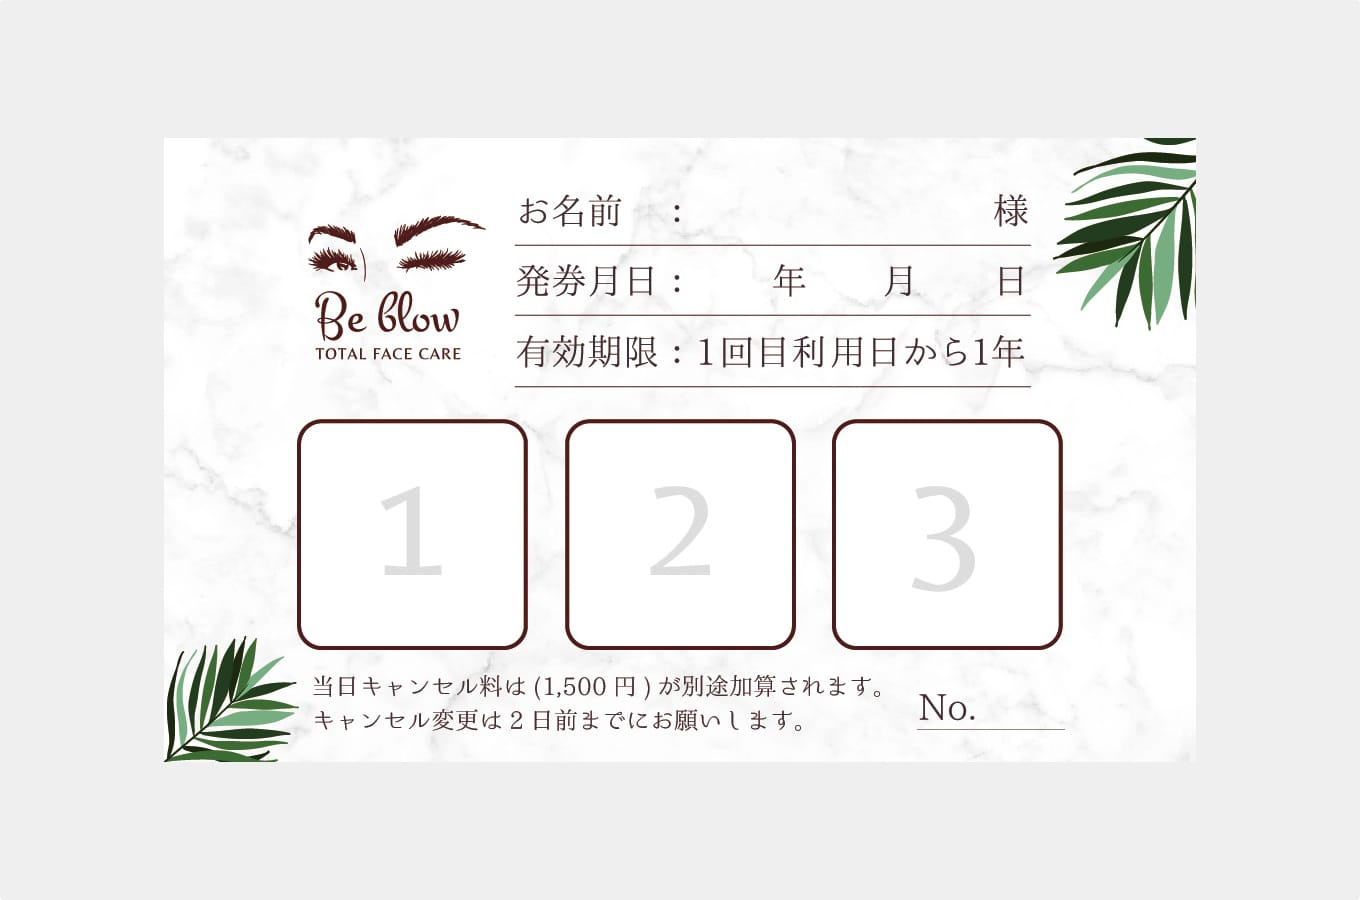 Be blow
TOTAL FACE CARE
お名前 : 様
発券月日 : 年 月 日
有効期限 : 1回目利用日から1年
1
2
3
当日キャンセル料は (1,500 円 ) が別途加算されます。
キャンセル変更は 2 日前までにお願いします。
No.